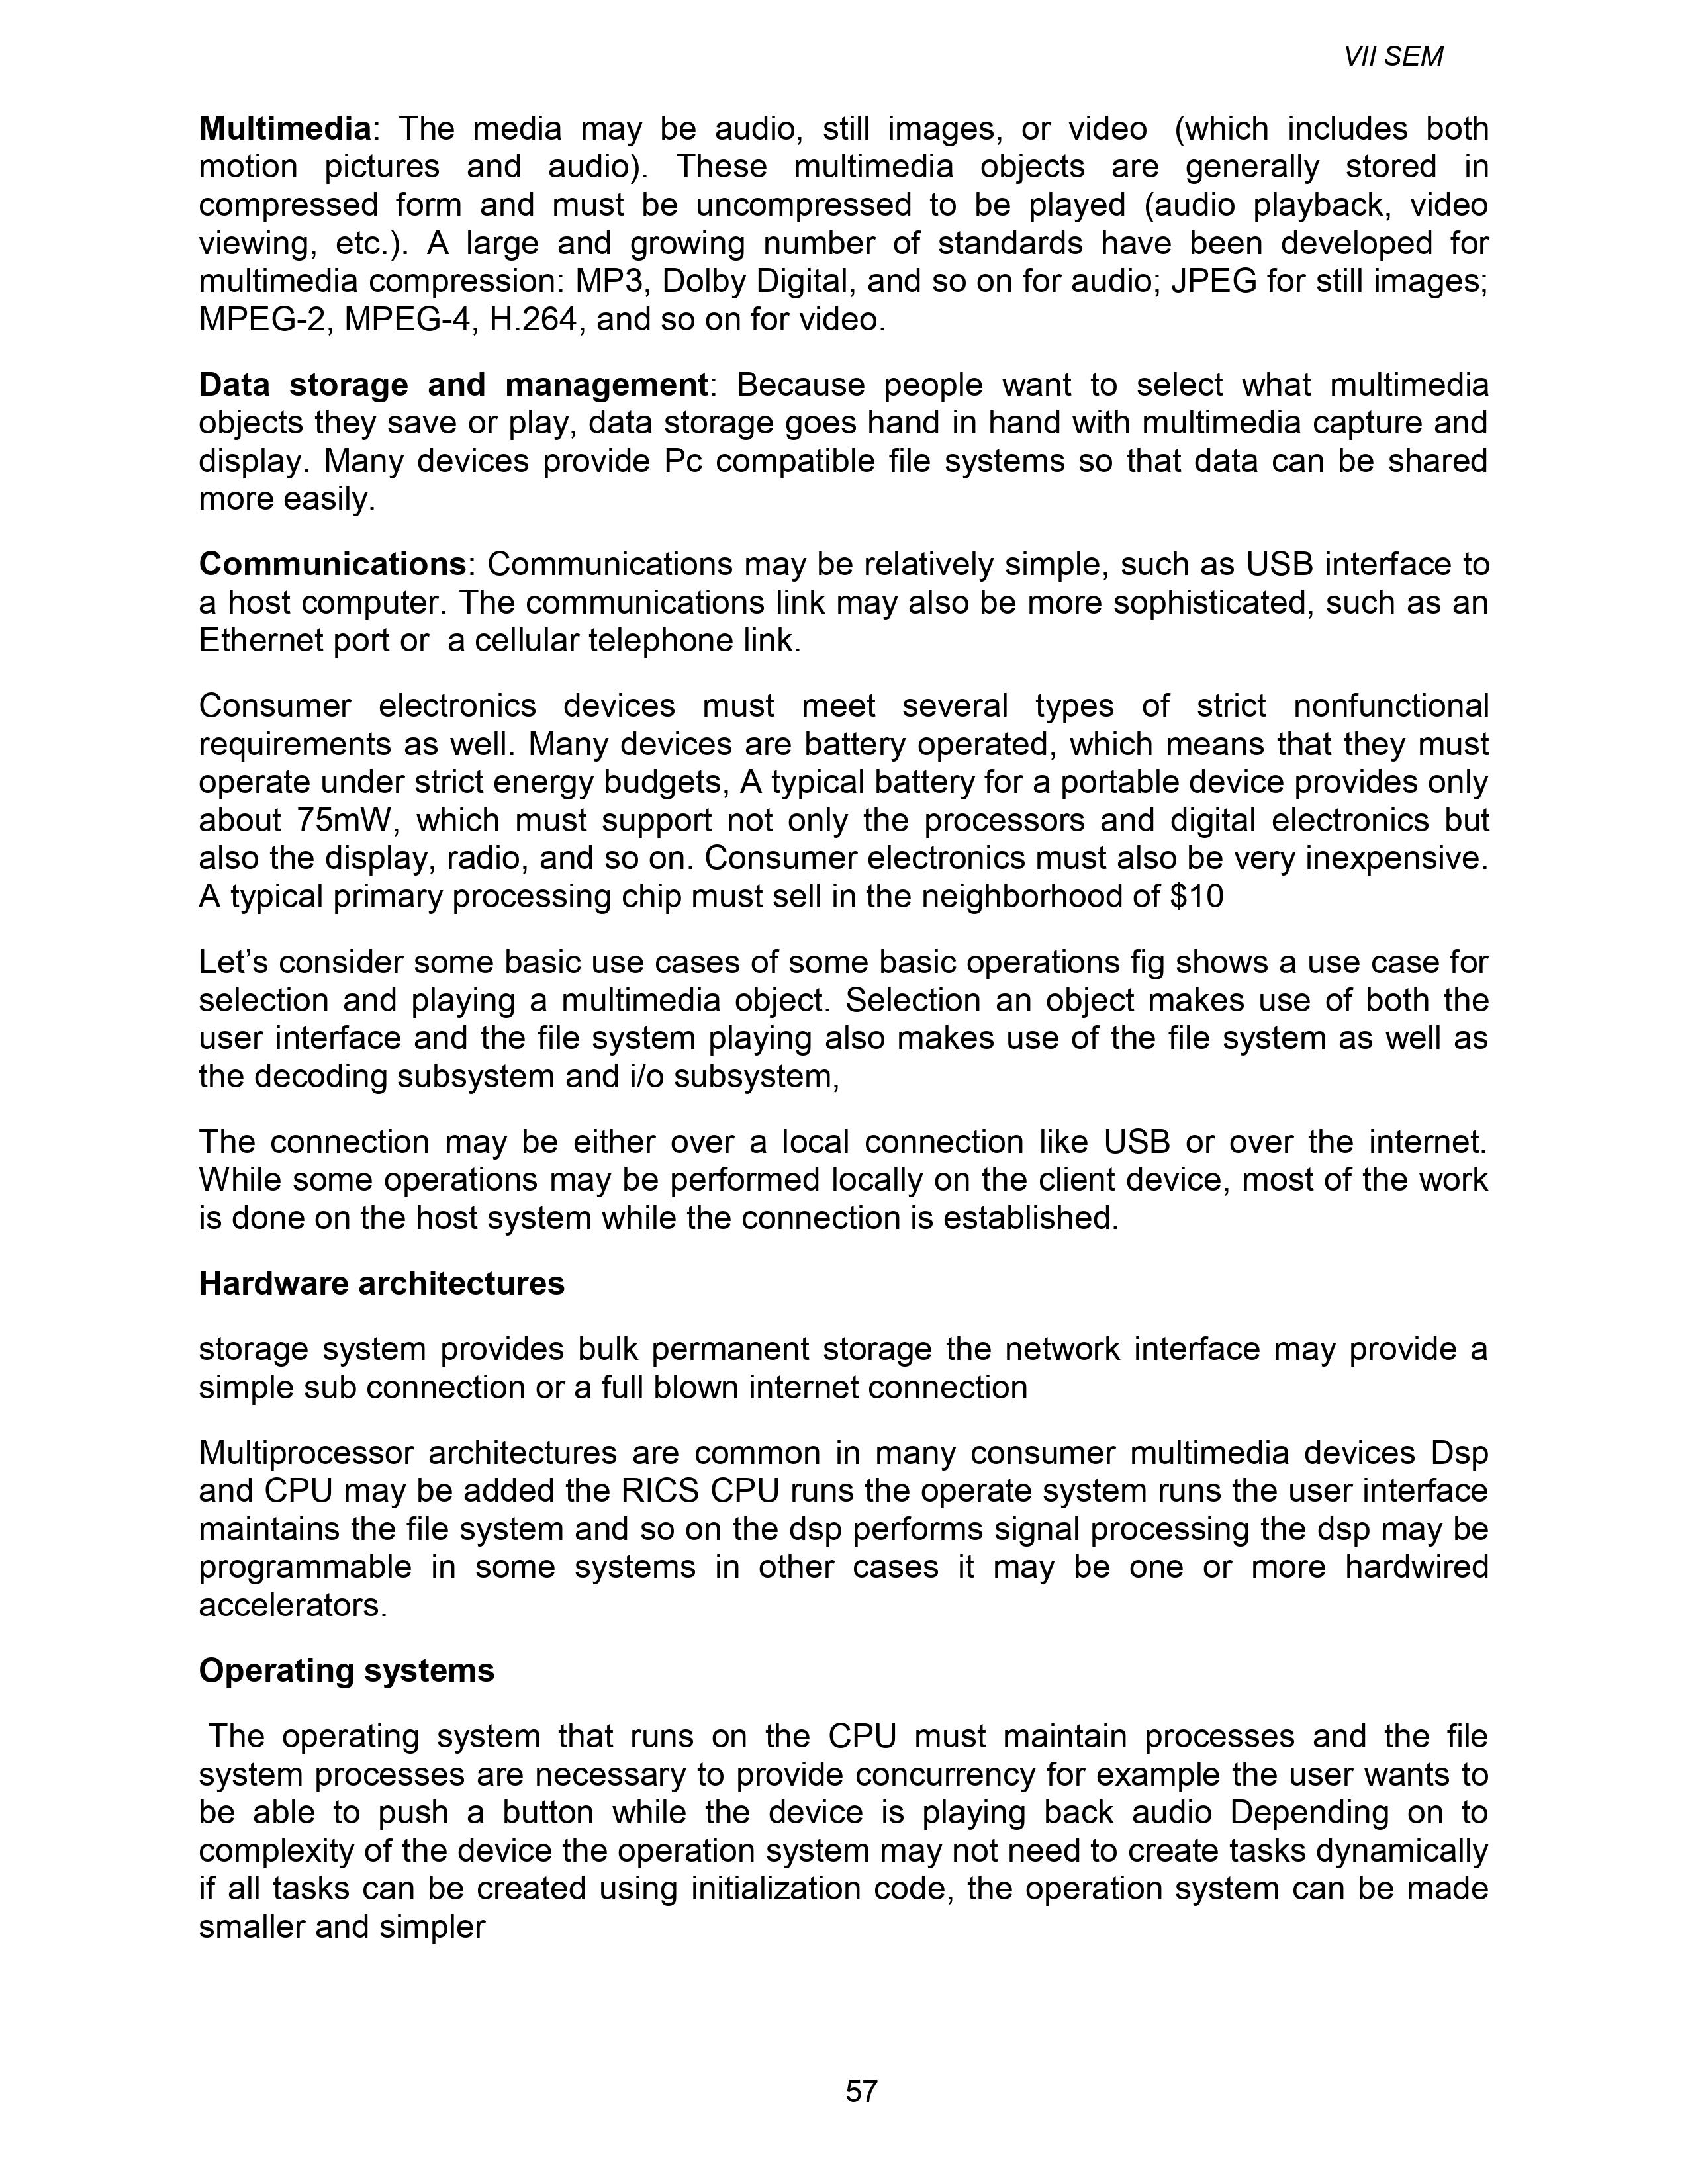 VII SEM
Multimedia: The media may be audio, still images, or video (which includes both
motion pictures and audio). These multimedia objects are generally stored in
compressed form and must be uncompressed to be played (audio playback, video
viewing, etc.). A large and growing number of standards have been developed for
multimedia compression: MP3, Dolby Digital, and so on for audio; JPEG for still images;
MPEG-2, MPEG-4, H.264, and so on for video.
Data storage and management: Because people want to select what multimedia
objects they save or play, data storage goes hand in hand with multimedia capture and
display. Many devices provide Pc compatible file systems so that data can be shared
more easily.
Communications: Communications may be relatively simple, such as USB interface to
a host computer. The communications link may also be more sophisticated, such as an
Ethernet port or a cellular telephone link.
Consumer electronics devices must meet several types of strict nonfunctional
requirements as well. Many devices are battery operated, which means that they must
operate under strict energy budgets, A typical battery for a portable device provides only
about 75mW, which must support not only the processors and digital electronics but
also the display, radio, and so on. Consumer electronics must also be very inexpensive.
A typical primary processing chip must sell in the neighborhood of $10
Let’s consider some basic use cases of some basic operations fig shows a use case for
selection and playing a multimedia object. Selection an object makes use of both the
user interface and the file system playing also makes use of the file system as well as
the decoding subsystem and i/o subsystem,
The connection may be either over a local connection like USB or over the internet.
While some operations may be performed locally on the client device, most of the work
is done on the host system while the connection is established.
Hardware architectures
storage system provides bulk permanent storage the network interface may provide a
simple sub connection or a full blown internet connection
Multiprocessor architectures are common in many consumer multimedia devices Dsp
and CPU may be added the RICS CPU runs the operate system runs the user interface
maintains the file system and so on the dsp performs signal processing the dsp may be
programmable in some systems in other cases it may be one or more hardwired
accelerators.
Operating systems
The operating system that runs on the CPU must maintain processes and the file
system processes are necessary to provide concurrency for example the user wants to
be able to push a button while the device is playing back audio Depending on to
complexity of the device the operation system may not need to create tasks dynamically
if all tasks can be created using initialization code, the operation system can be made
smaller and simpler
57